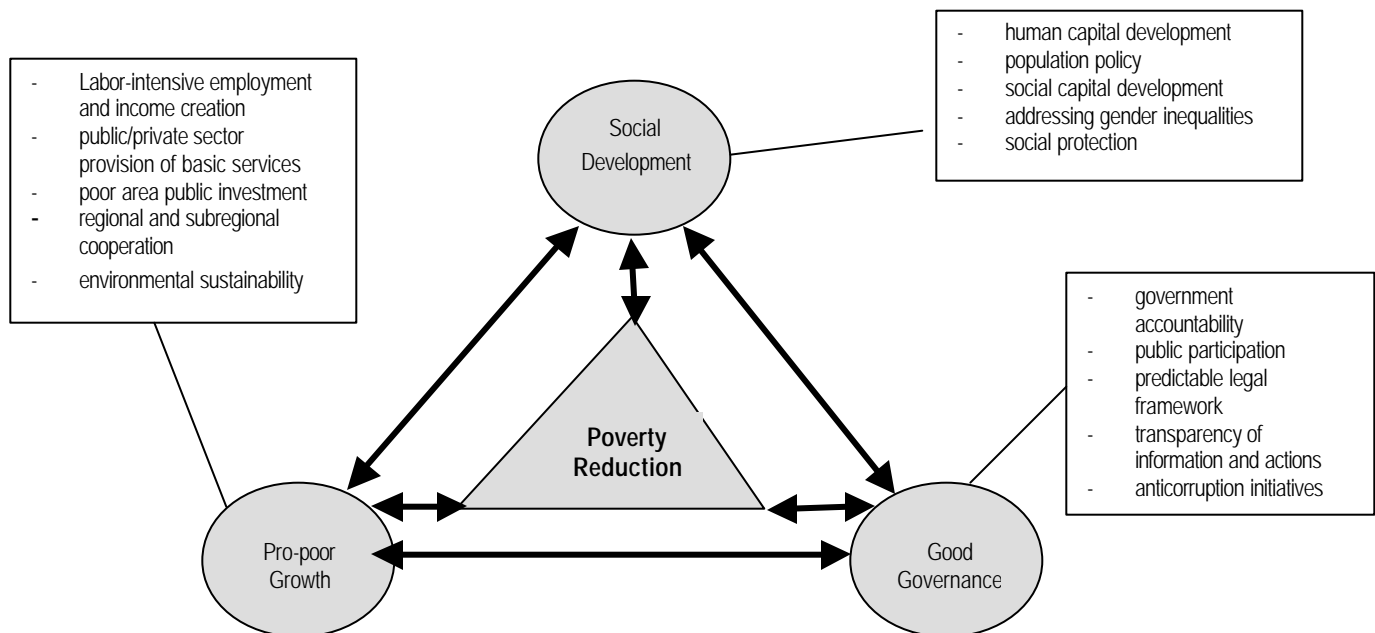 - Labor-intensive employment
and income creation
- public/private sector
provision of basic services
- poor area public investment
- regional and subregional
cooperation
- environmental sustainability
Social
Development
- human capital development
- population policy
- social capital development
- addressing gender inequalities
- social protection
- government
accountability
- public participation
- predictable legal
framework
- transparency of
information and actions
- anticorruption initiatives
Poverty
Reduction
Pro-poor
Growth
Good
Governance